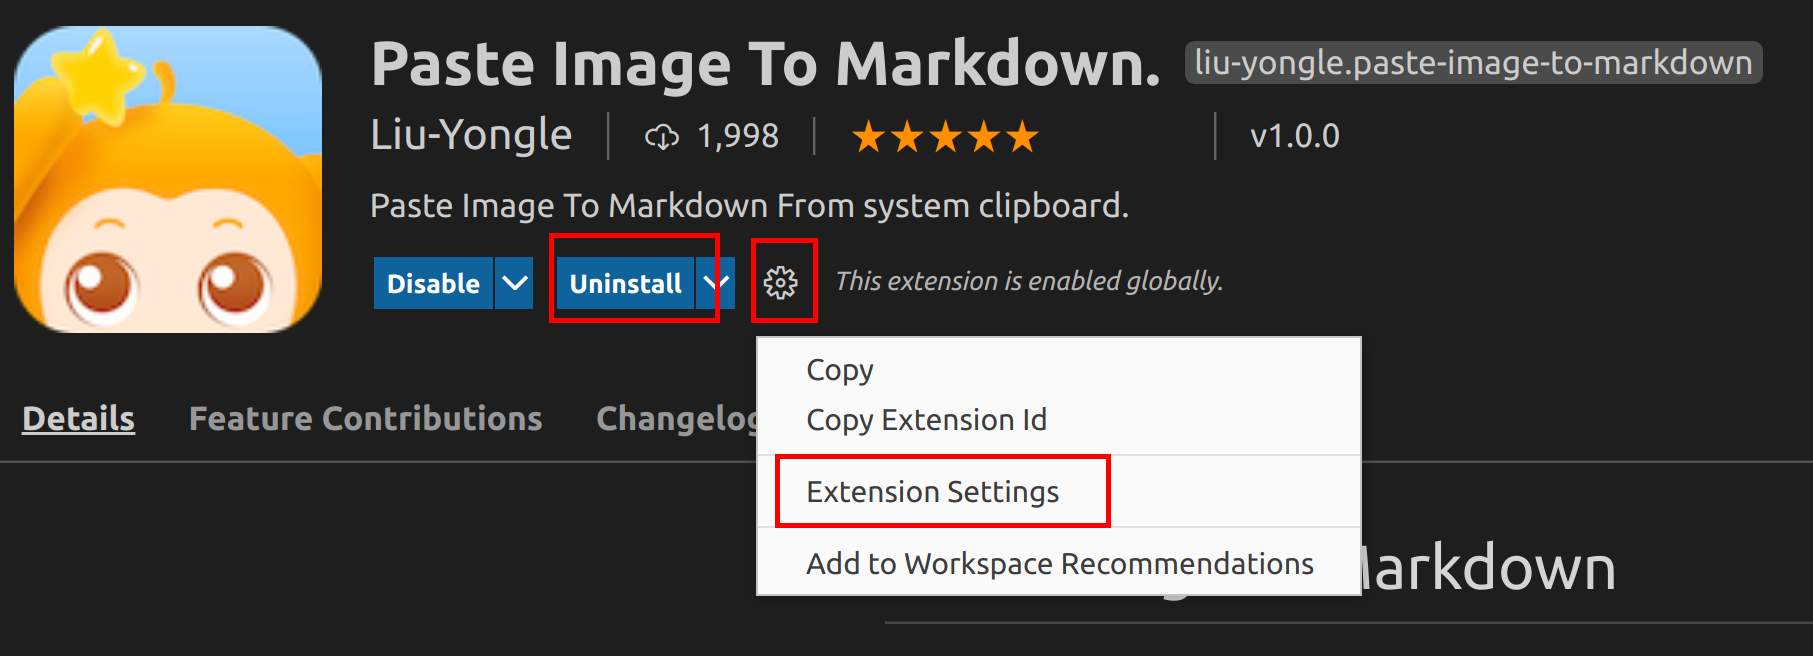 Paste Image To Markdown. liu-yongle.paste-image-to-markdown
Liu-Yongle 1,998 v1.0.0
Paste Image To Markdown From system clipboard.
Disable Uninstall This extension is enabled globally.
Details Feature Contributions Changelog
Copy
Copy Extension Id
Extension Settings
Add to Workspace Recommendations
arkdown